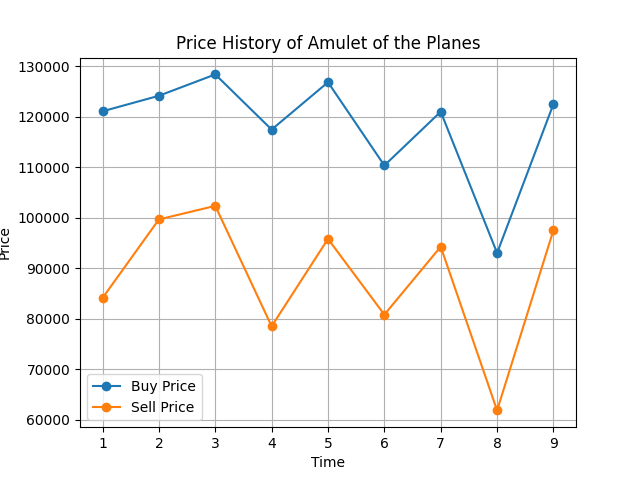 Price History of Amulet of the Planes
130000
120000
110000
100000
90000
80000
70000
60000
Price
Buy Price
Sell Price
1 2 3 4 5 6 7 8 9
Time